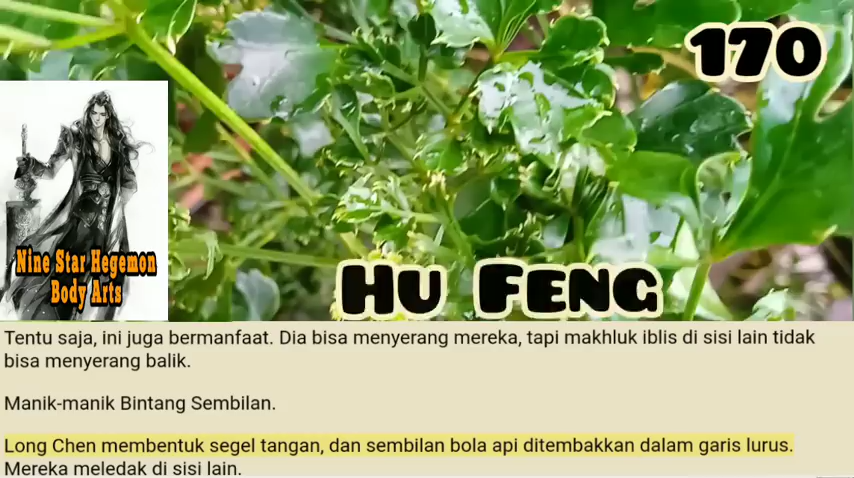 170
Nine Star Hegemon
Body Arts
Hu Feng
Tentu saja, ini juga bermanfaat. Dia bisa menyerang mereka, tapi makhluk iblis di sisi lain tidak
bisa menyerang balik.
Manik-manik Bintang Sembilan.
Long Chen membentuk segel tangan, dan sembilan bola api ditembakkan dalam garis lurus.
Mereka meledak di sisi lain.